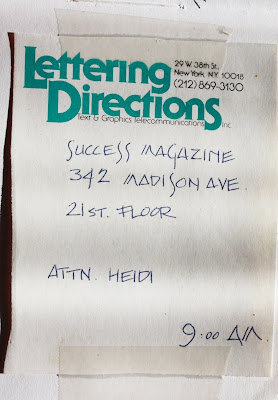 Lettering
Directions Inc
Text & Graphics Telecommunications
29 W. 38th St.,
New York, N.Y. 10018
(212) 869-3130
SUCCESS MAGAZINE
342 MADISON AVE.
21ST. FLOOR
ATTN. HEIDI
9:00 AM.